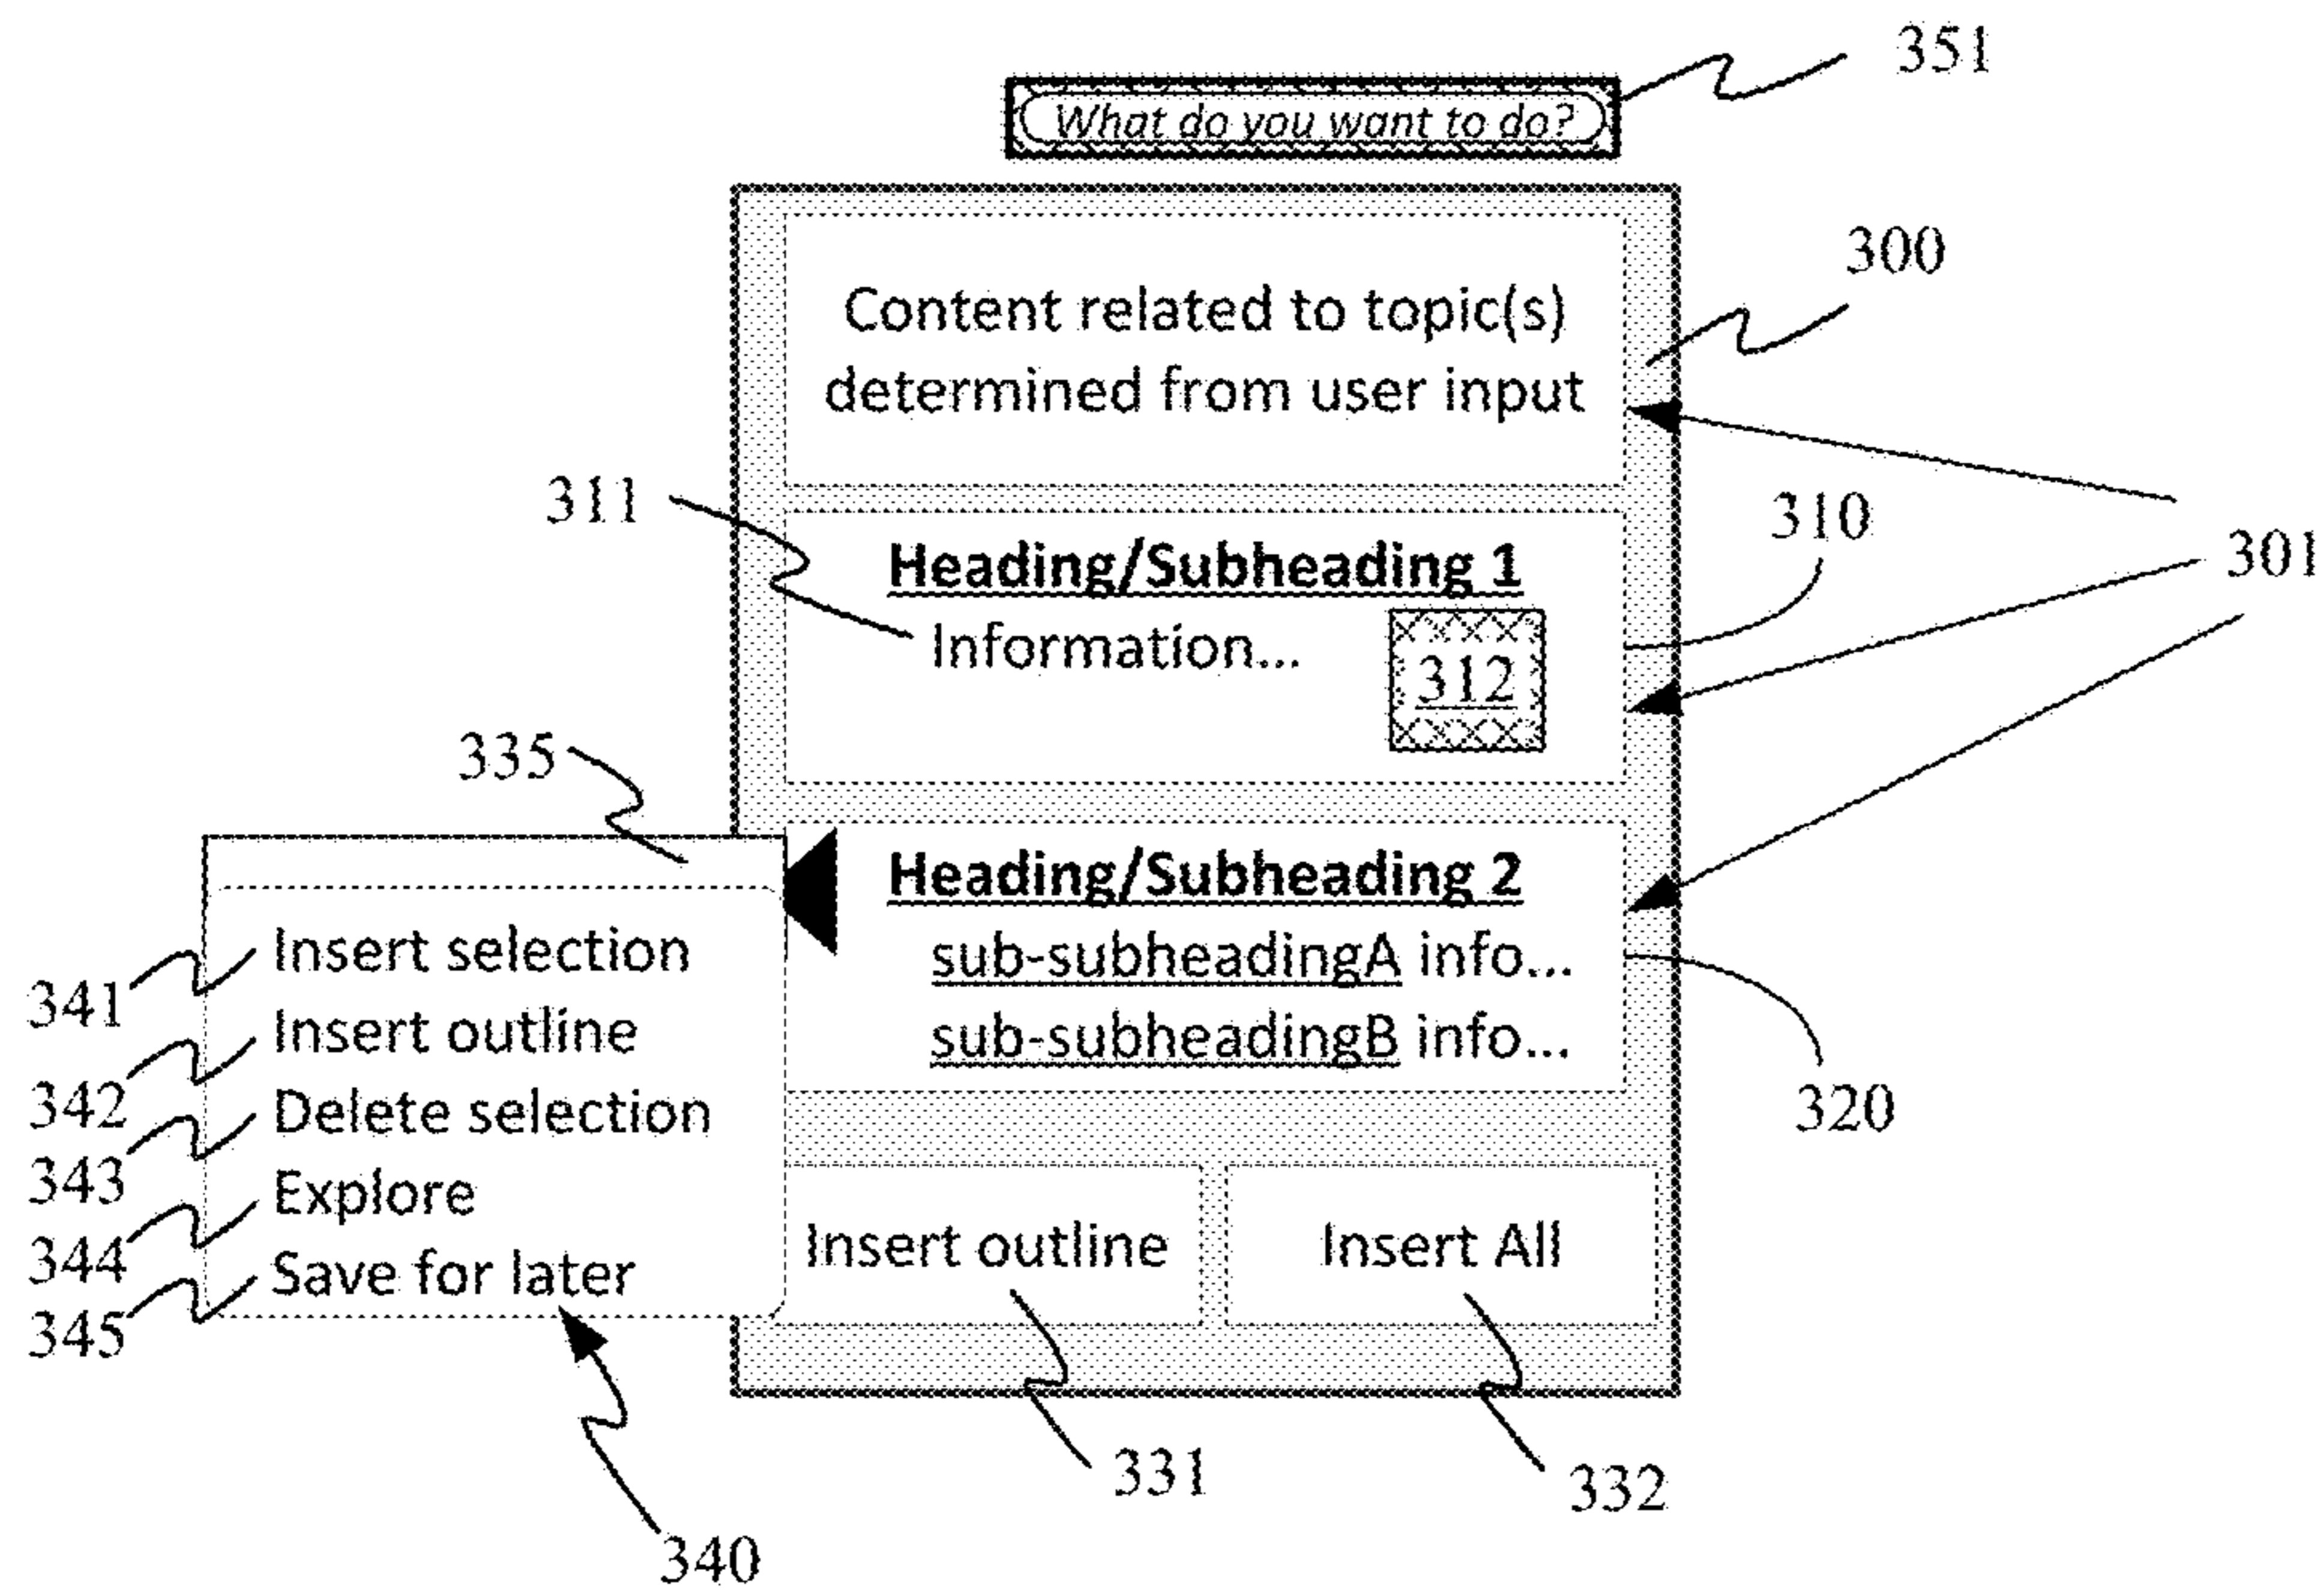 351
What do you want to do?
300
Content related to topic(s)
determined from user input
311
310
301
Heading/Subheading 1
Information...
312
335
Heading/Subheading 2
sub-subheadingA info...
sub-subheadingB info...
320
341
Insert selection
342
Insert outline
343
Delete selection
344
Explore
345
Save for later
Insert outline
Insert All
331
332
340